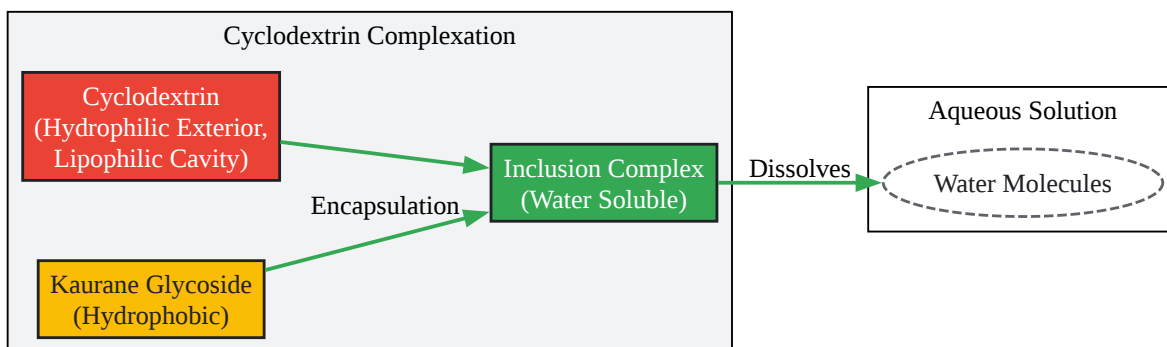 Cyclodextrin Complexation
Cyclodextrin
(Hydrophilic Exterior,
Lipophilic Cavity)
Encapsulation
Kaurane Glycoside
(Hydrophobic)
Inclusion Complex
(Water Soluble)
Dissolves
Aqueous Solution
Water Molecules